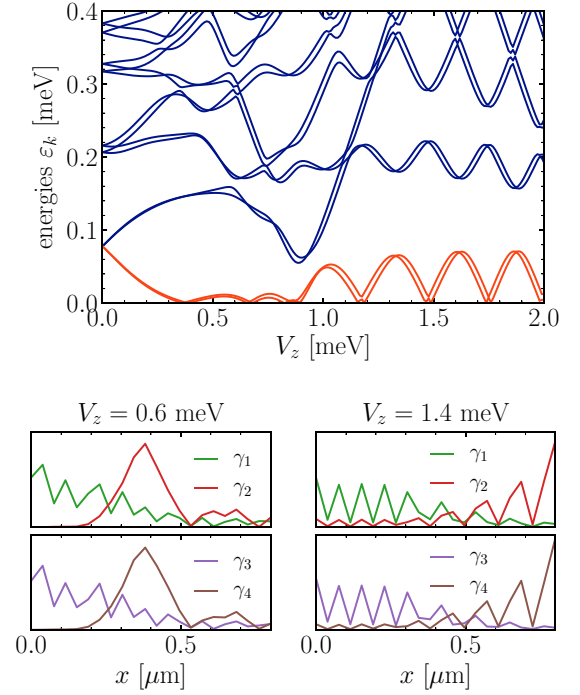 0.4
0.3
0.2
0.1
0.0
energies ε_k [meV]
0.0 0.5 1.0 1.5 2.0
V_z [meV]
V_z = 0.6 meV
γ_1
γ_2
γ_3
γ_4
0.0 0.5
x [μm]
V_z = 1.4 meV
γ_1
γ_2
γ_3
γ_4
0.0 0.5
x [μm]